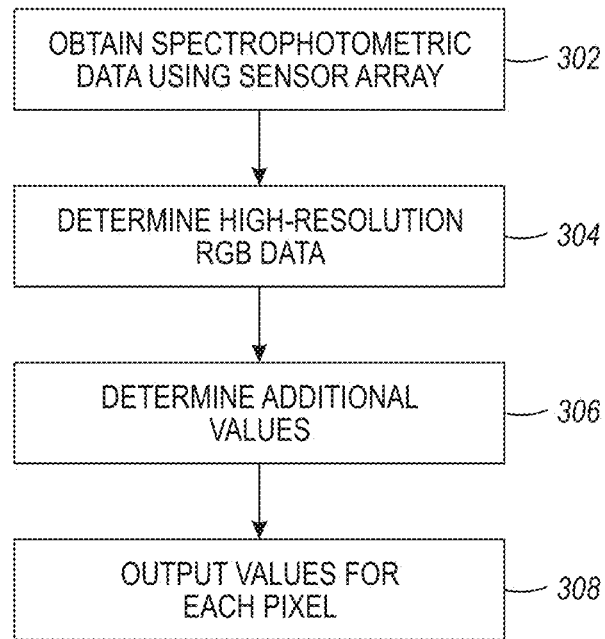 OBTAIN SPECTROPHOTOMETRIC
DATA USING SENSOR ARRAY
302
DETERMINE HIGH-RESOLUTION
RGB DATA
304
DETERMINE ADDITIONAL
VALUES
306
OUTPUT VALUES FOR
EACH PIXEL
308